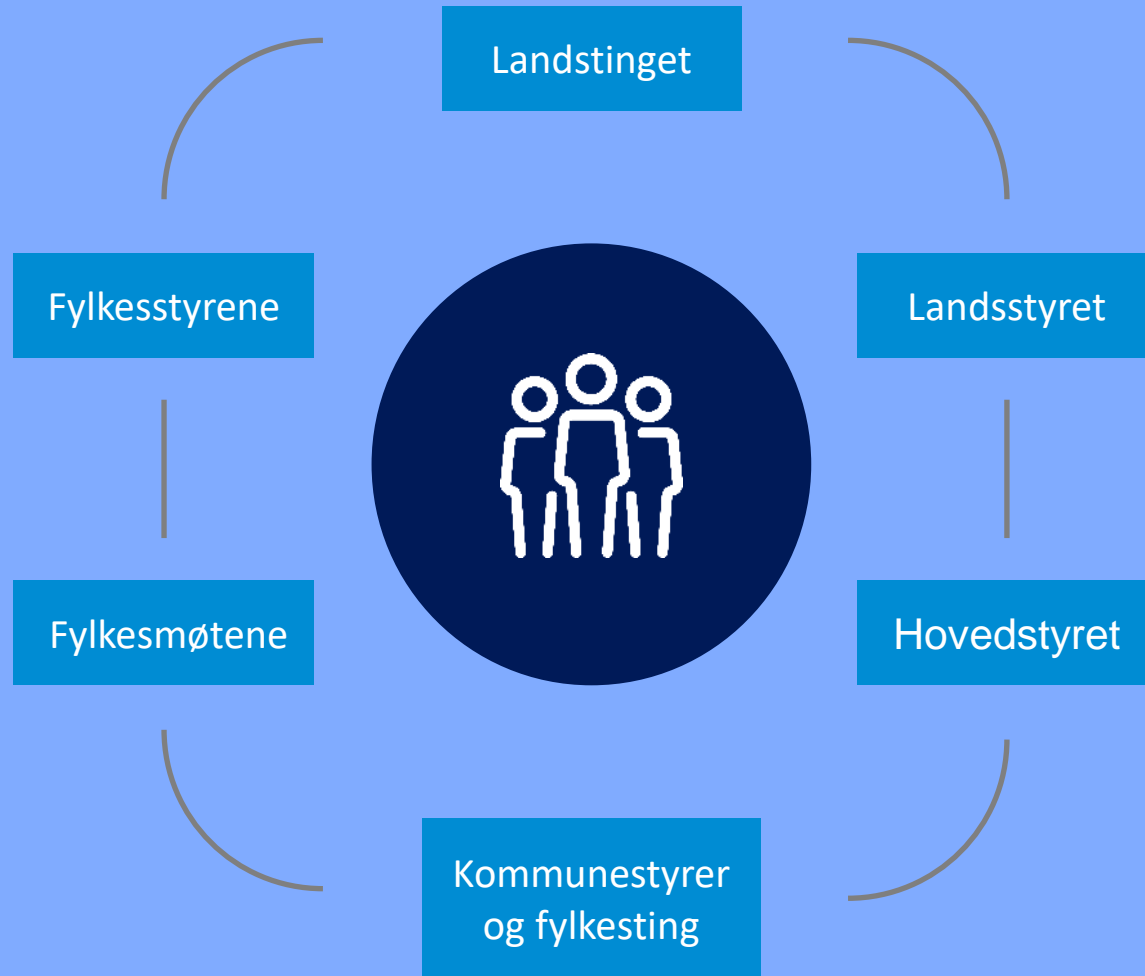 Landstinget
Fylkesstyrene
Landsstyret
Fylkesmøtene
Hovedstyret
Kommunestyrer
og fylkesting